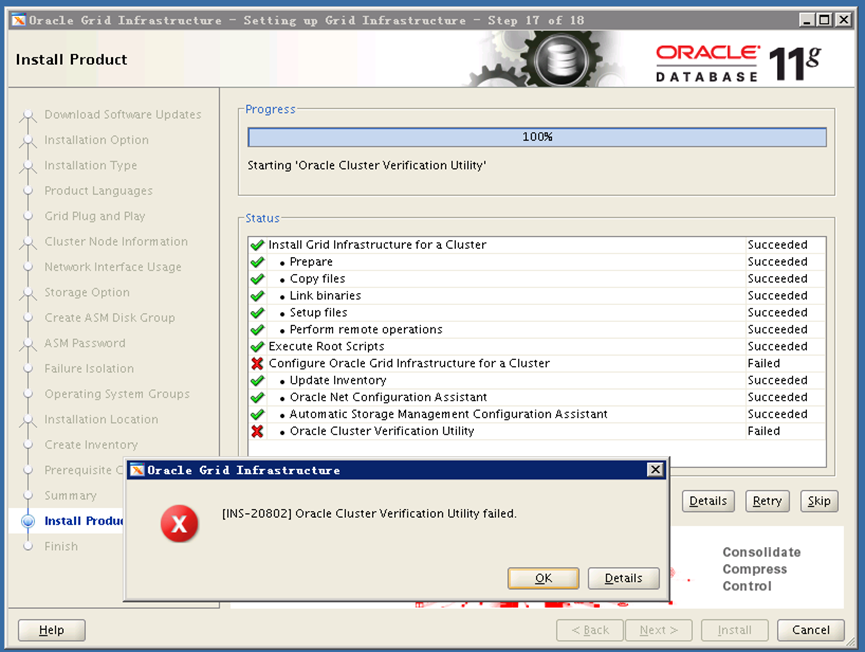 Oracle Grid Infrastructure - Setting up Grid Infrastructure - Step 17 of 18
Install Product
ORACLE
DATABASE
11g
Download Software Updates
Installation Option
Installation Type
Product Languages
Grid Plug and Play
Cluster Node Information
Network Interface Usage
Storage Option
Create ASM Disk Group
ASM Password
Failure Isolation
Operating System Groups
Installation Location
Create Inventory
Prerequisite
Summary
Install
Finish
Progress
100%
Starting 'Oracle Cluster Verification Utility'
Status
Install Grid Infrastructure for a Cluster Succeeded
• Prepare Succeeded
• Copy files Succeeded
• Link binaries Succeeded
• Setup files Succeeded
• Perform remote operations Succeeded
Execute Root Scripts Succeeded
Configure Oracle Grid Infrastructure for a Cluster Failed
• Update Inventory Succeeded
• Oracle Net Configuration Assistant Succeeded
• Automatic Storage Management Configuration Assistant Succeeded
• Oracle Cluster Verification Utility Failed
Details Retry Skip
Oracle Grid Infrastructure
[INS-20802] Oracle Cluster Verification Utility failed.
OK Details
Consolidate
Compress
Control
Help < Back Next > Install Cancel